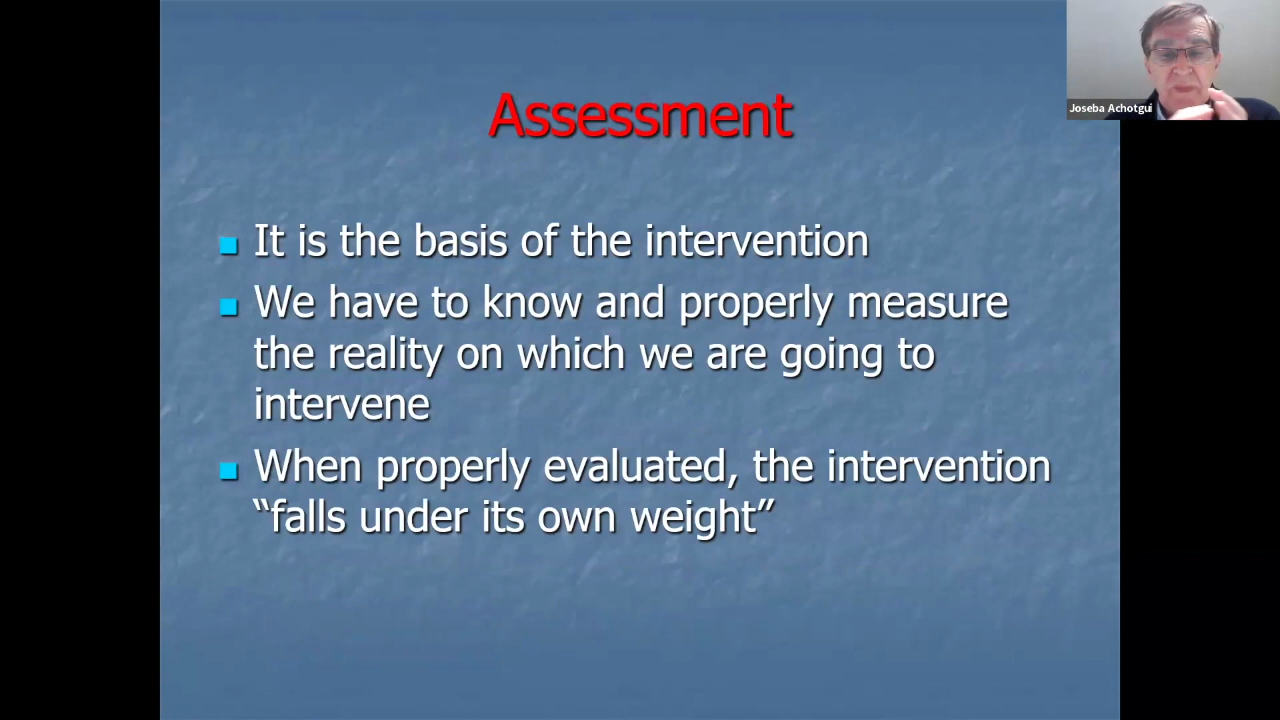 Assessment
Joseba Achotgui
It is the basis of the intervention
We have to know and properly measure
the reality on which we are going to
intervene
When properly evaluated, the intervention
“falls under its own weight”